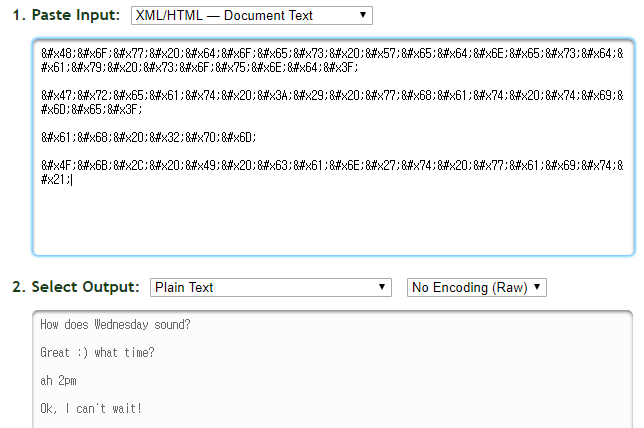 1. Paste Input: XML/HTML — Document Text ▼
&#x48;&#x6F;&#x77;&#x20;&#x64;&#x6F;&#x65;&#x73;&#x20;&#x57;&#x65;&#x64;&#x6E;&#x65;&#x73;&#x64;&
#x61;&#x79;&#x20;&#x73;&#x6F;&#x75;&#x6E;&#x64;&#x3F;
&#x47;&#x72;&#x65;&#x61;&#x74;&#x20;&#x3A;&#x29;&#x20;&#x77;&#x68;&#x61;&#x74;&#x20;&#x74;&#x69;&
#x6D;&#x65;&#x3F;
&#x61;&#x68;&#x20;&#x32;&#x70;&#x6D;
&#x4F;&#x6B;&#x2C;&#x20;&#x49;&#x20;&#x63;&#x61;&#x6E;&#x27;&#x74;&#x20;&#x77;&#x61;&#x69;&#x74;&
#x21;
2. Select Output: Plain Text ▼ No Encoding (Raw) ▼
How does Wednesday sound?
Great :) what time?
ah 2pm
Ok, I can't wait!